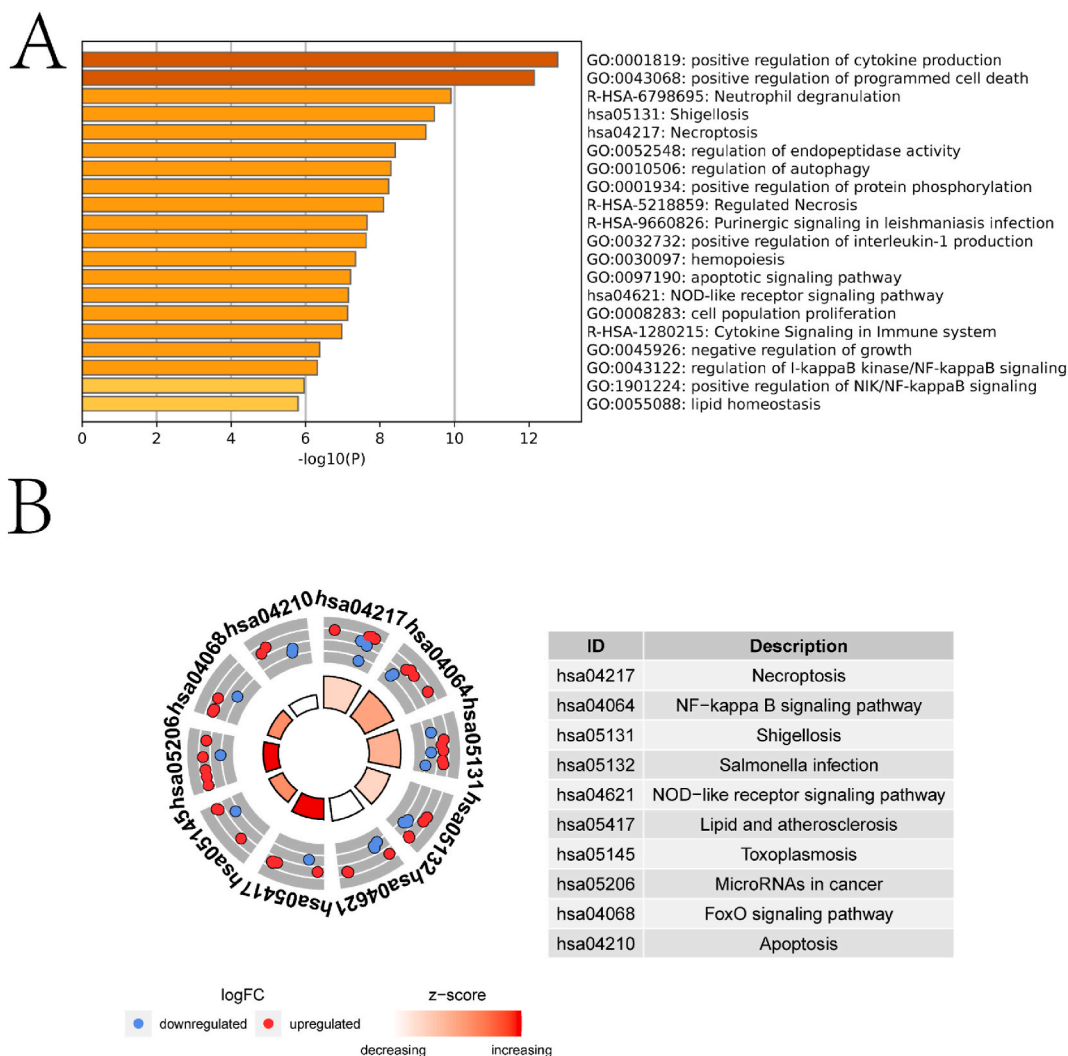 A
GO:0001819: positive regulation of cytokine production
GO:0043068: positive regulation of programmed cell death
R-HSA-6798695: Neutrophil degranulation
hsa05131: Shigellosis
hsa04217: Necroptosis
GO:0052548: regulation of endopeptidase activity
GO:0010506: regulation of autophagy
GO:0001934: positive regulation of protein phosphorylation
R-HSA-5218859: Regulated Necrosis
R-HSA-9660826: Purinergic signaling in leishmaniasis infection
GO:0032732: positive regulation of interleukin-1 production
GO:0030097: hemopoiesis
GO:0097190: apoptotic signaling pathway
hsa04621: NOD-like receptor signaling pathway
GO:0008283: cell population proliferation
R-HSA-1280215: Cytokine Signaling in Immune system
GO:0045926: negative regulation of growth
GO:0043122: regulation of I-kappaB kinase/NF-kappaB signaling
GO:1901224: positive regulation of NIK/NF-kappaB signaling
GO:0055088: lipid homeostasis
0 2 4 6 8 10 12
-log10(P)
B
hsa04217
hsa04064
hsa05131
hsa05132
hsa04621
hsa05417
hsa05145
hsa05206
hsa04068
hsa04210
ID Description
hsa04217 Necroptosis
hsa04064 NF−kappa B signaling pathway
hsa05131 Shigellosis
hsa05132 Salmonella infection
hsa04621 NOD−like receptor signaling pathway
hsa05417 Lipid and atherosclerosis
hsa05145 Toxoplasmosis
hsa05206 MicroRNAs in cancer
hsa04068 FoxO signaling pathway
hsa04210 Apoptosis
logFC z−score
downregulated upregulated
decreasing increasing